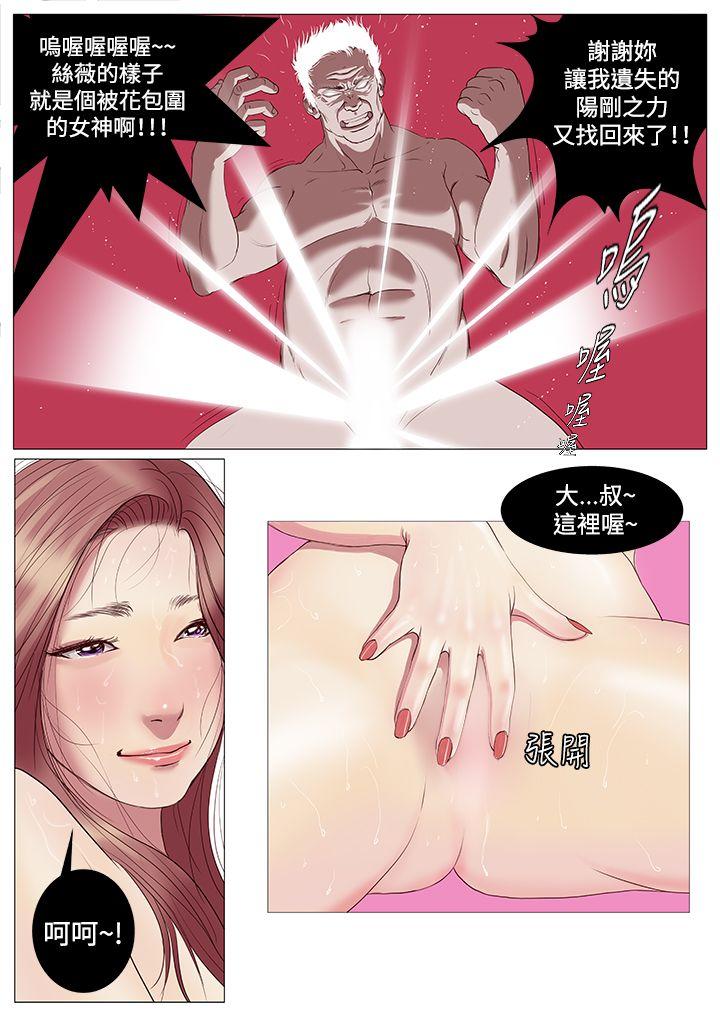 嗚喔喔喔喔~~
絲薇的樣子
就是個被花包圍
的女神啊!!!
謝謝妳
讓我遺失的
陽剛之力
又找回來了!!
嗚
喔
喔
喔
大...叔~
這裡喔~
張開
呵呵~!